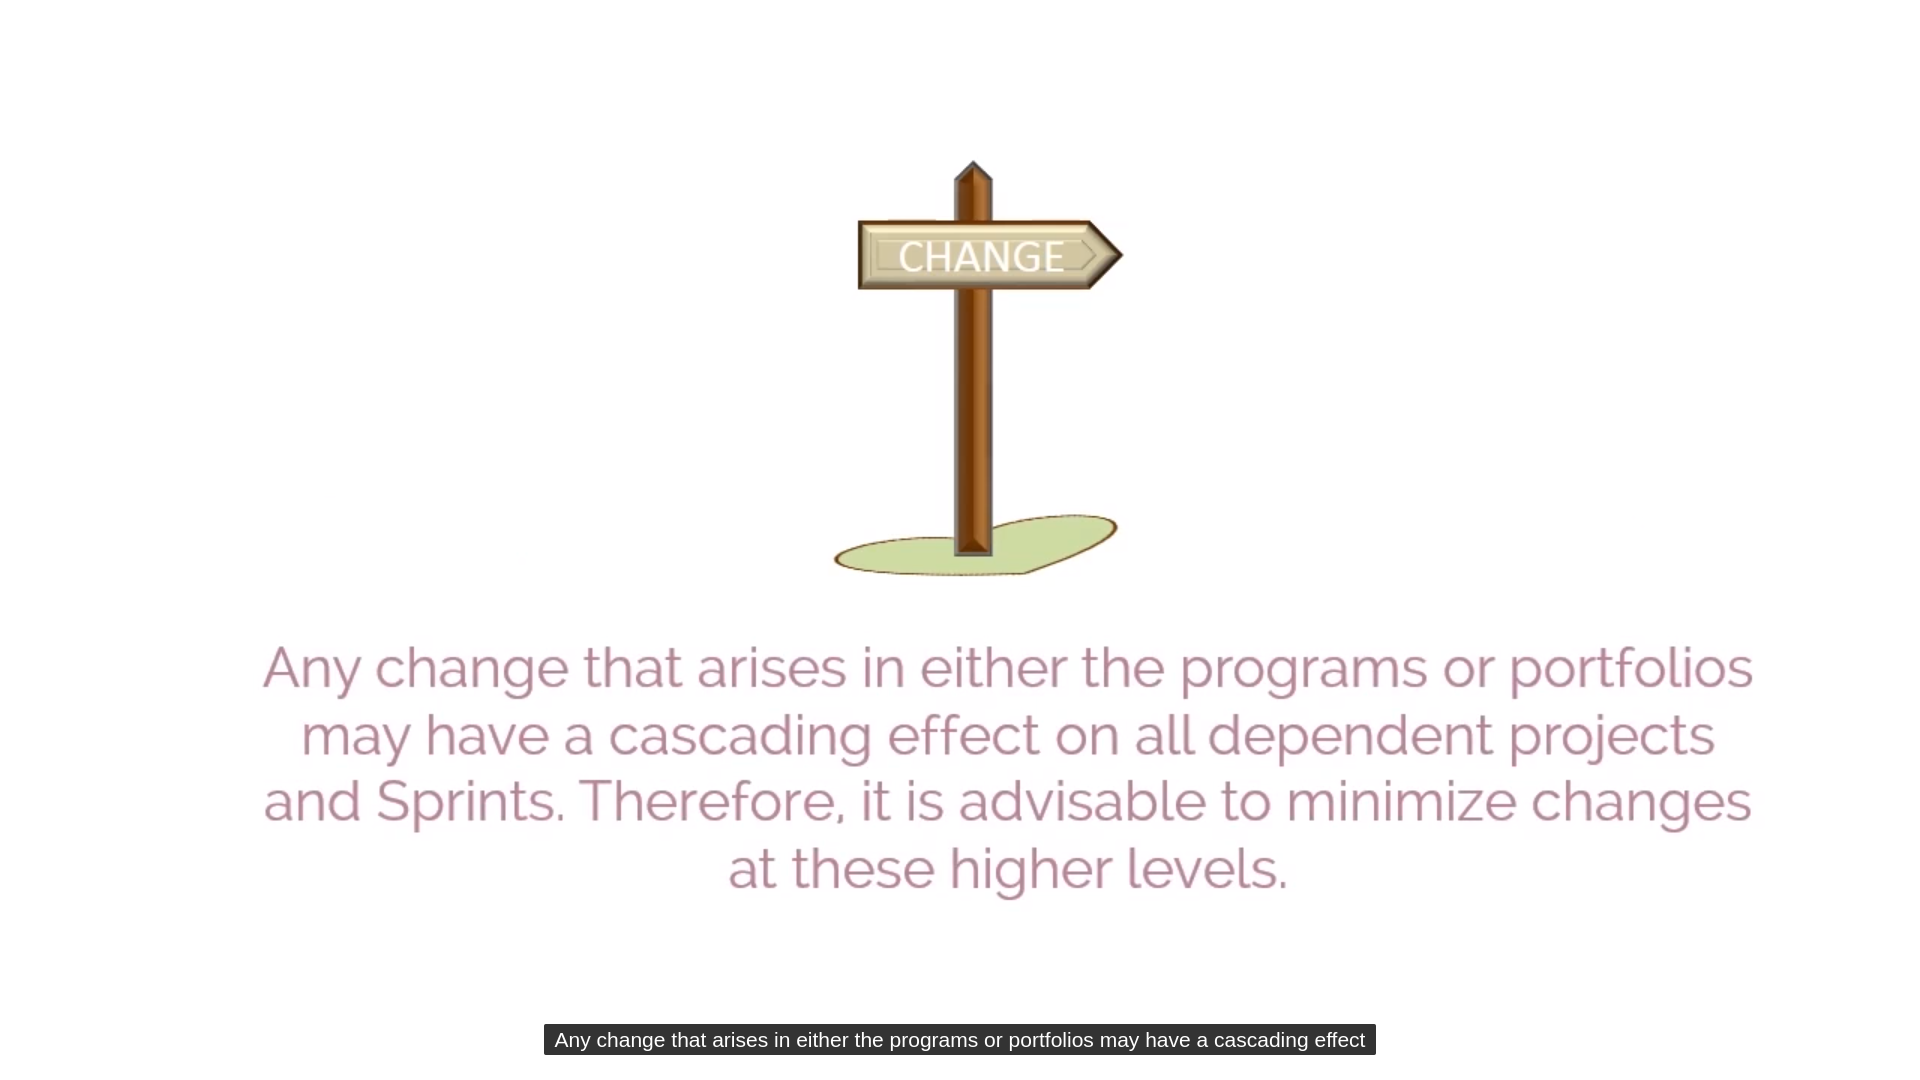 CHANGE
Any change that arises in either the programs or portfolios
may have a cascading effect on all dependent projects
and Sprints. Therefore, it is advisable to minimize changes
at these higher levels.
Any change that arises in either the programs or portfolios may have a cascading effect